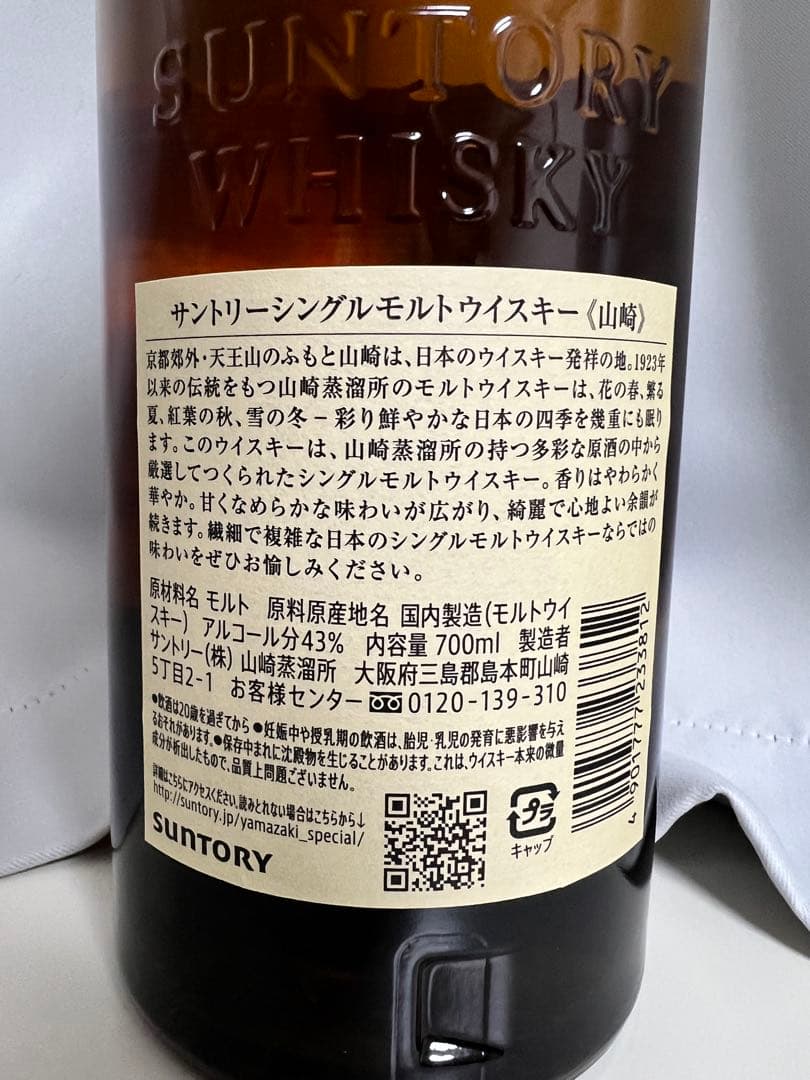 SUNTORY
WHISKY
サントリーシングルモルトウイスキー《山崎》
京都郊外・天王山のふもと山崎は、日本のウイスキー発祥の地。1923年
以来の伝統をもつ山崎蒸溜所のモルトウイスキーは、花の春、繁る
夏、紅葉の秋、雪の冬－彩り鮮やかな日本の四季を幾重にも眠り
ます。このウイスキーは、山崎蒸溜所の持つ多彩な原酒の中から
厳選してつくられたシングルモルトウイスキー。香りはやわらかく
華やか。甘くなめらかな味わいが広がり、綺麗で心地よい余韻が
続きます。繊細で複雑な日本のシングルモルトウイスキーならではの
味わいをぜひお愉しみください。
原材料名 モルト 原料原産地名 国内製造(モルトウイ
スキー) アルコール分43% 内容量 700ml 製造者
サントリー(株) 山崎蒸溜所 大阪府三島郡島本町山崎
5丁目2-1 お客様センター 0120-139-310
●飲酒は20歳を過ぎてから ●妊娠中や授乳期の飲酒は、胎児・乳児の発育に悪影響を与え
るおそれがあります。●保存中まれに沈殿物を生じることがあります。これは、ウイスキー本来の微量
成分が析出したもので、品質上問題ございません。
詳細はこちらにアクセスください。読みとれない場合はこちらから↓
http://suntory.jp/yamazaki_special/
SUNTORY
プラ
キャップ
4 901777 233812